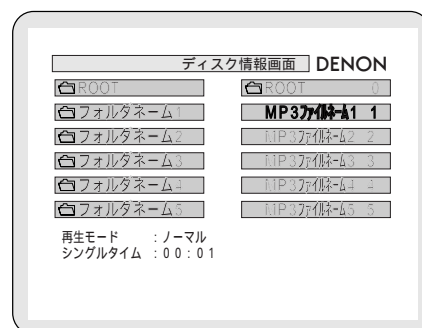 ディスク情報画面 DENON
ROOT
フォルダネーム1
フォルダネーム2
フォルダネーム3
フォルダネーム4
フォルダネーム5
ROOT 0
MP3ファイルネーム1 1
MP3ファイルネーム2 2
MP3ファイルネーム3 3
MP3ファイルネーム4 4
MP3ファイルネーム5 5
再生モード :ノーマル
シングルタイム :00:01